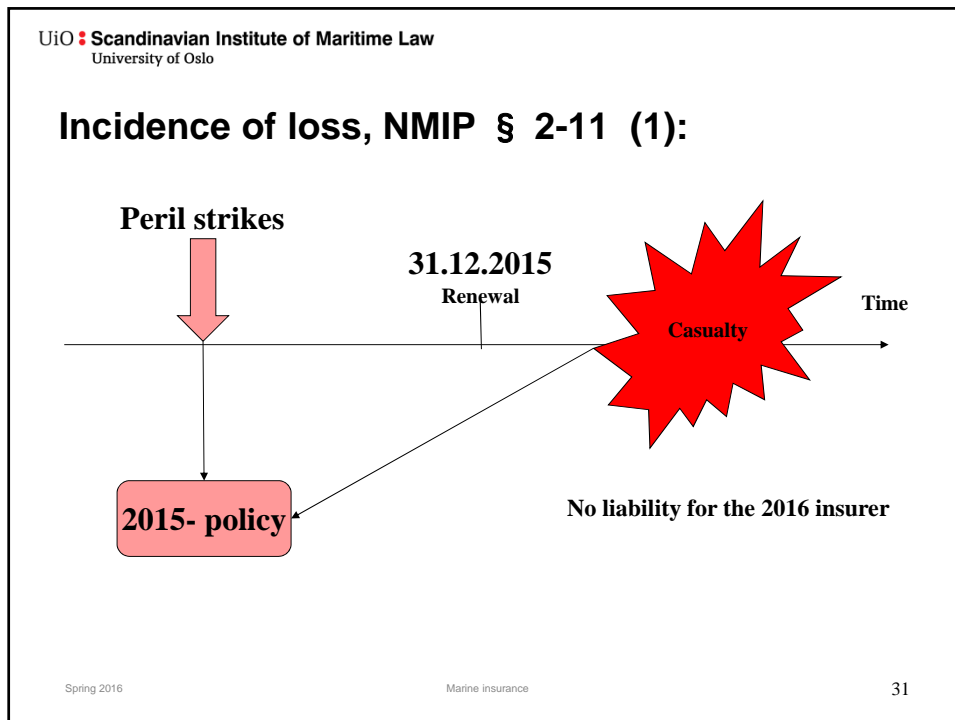 UiO Scandinavian Institute of Maritime Law
University of Oslo
Incidence of loss, NMIP § 2-11 (1):
Peril strikes
31.12.2015
Renewal
Time
Casualty
2015- policy
No liability for the 2016 insurer
Spring 2016
Marine insurance
31